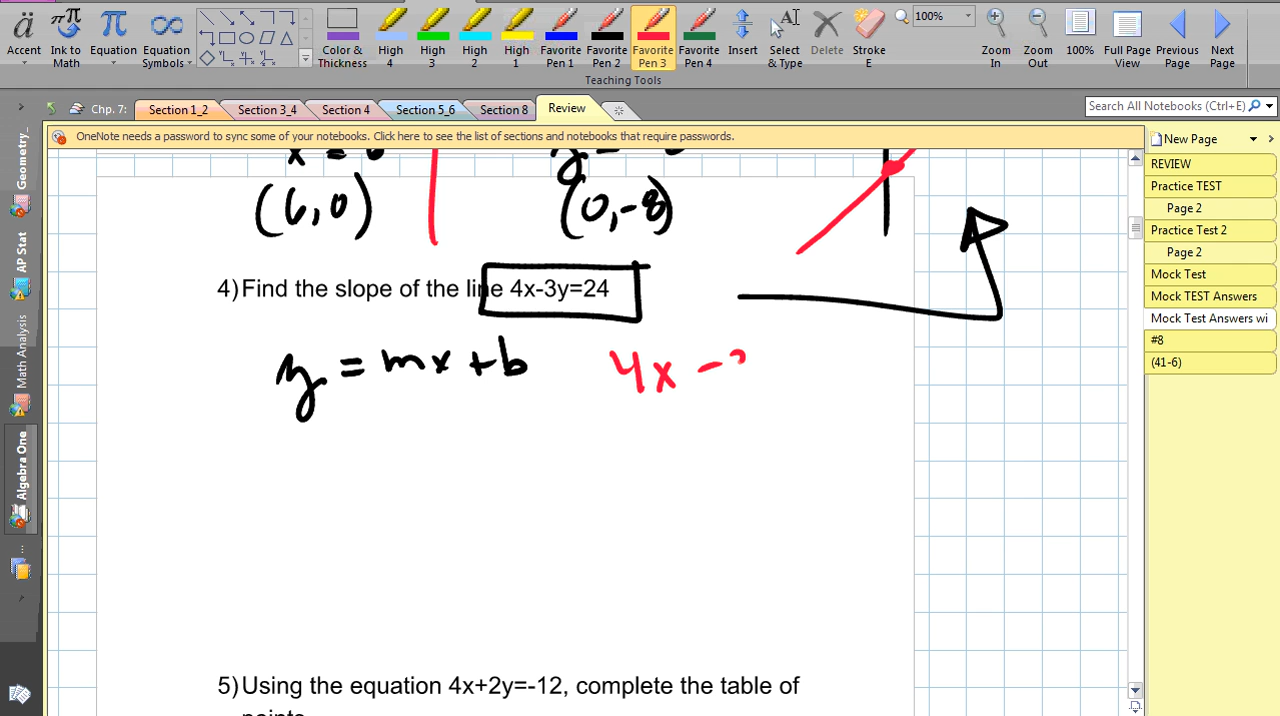 Accent
Ink to Math
Equation
Equation Symbols
Color & Thickness
High 4
High 3
High 2
High 1
Favorite Pen 1
Favorite Pen 2
Favorite Pen 3
Favorite Pen 4
Insert
Select & Type
Delete
Stroke E
100%
Zoom In
Zoom Out
100%
Full Page View
Previous Page
Next Page
Teaching Tools
Chp. 7:
Section 1_2
Section 3_4
Section 4
Section 5_6
Section 8
Review
Search All Notebooks (Ctrl+E)
OneNote needs a password to sync some of your notebooks. Click here to see the list of sections and notebooks that require passwords.
New Page
REVIEW
Practice TEST
Page 2
Practice Test 2
Page 2
Mock Test
Mock TEST Answers
Mock Test Answers wi
#8
(41-6)
Geometry...
AP Stat
Math Analysis
Algebra One
(6,0)
(0,-8)
4) Find the slope of the line 4x-3y=24
y = mx + b
4x -
5) Using the equation 4x+2y=-12, complete the table of